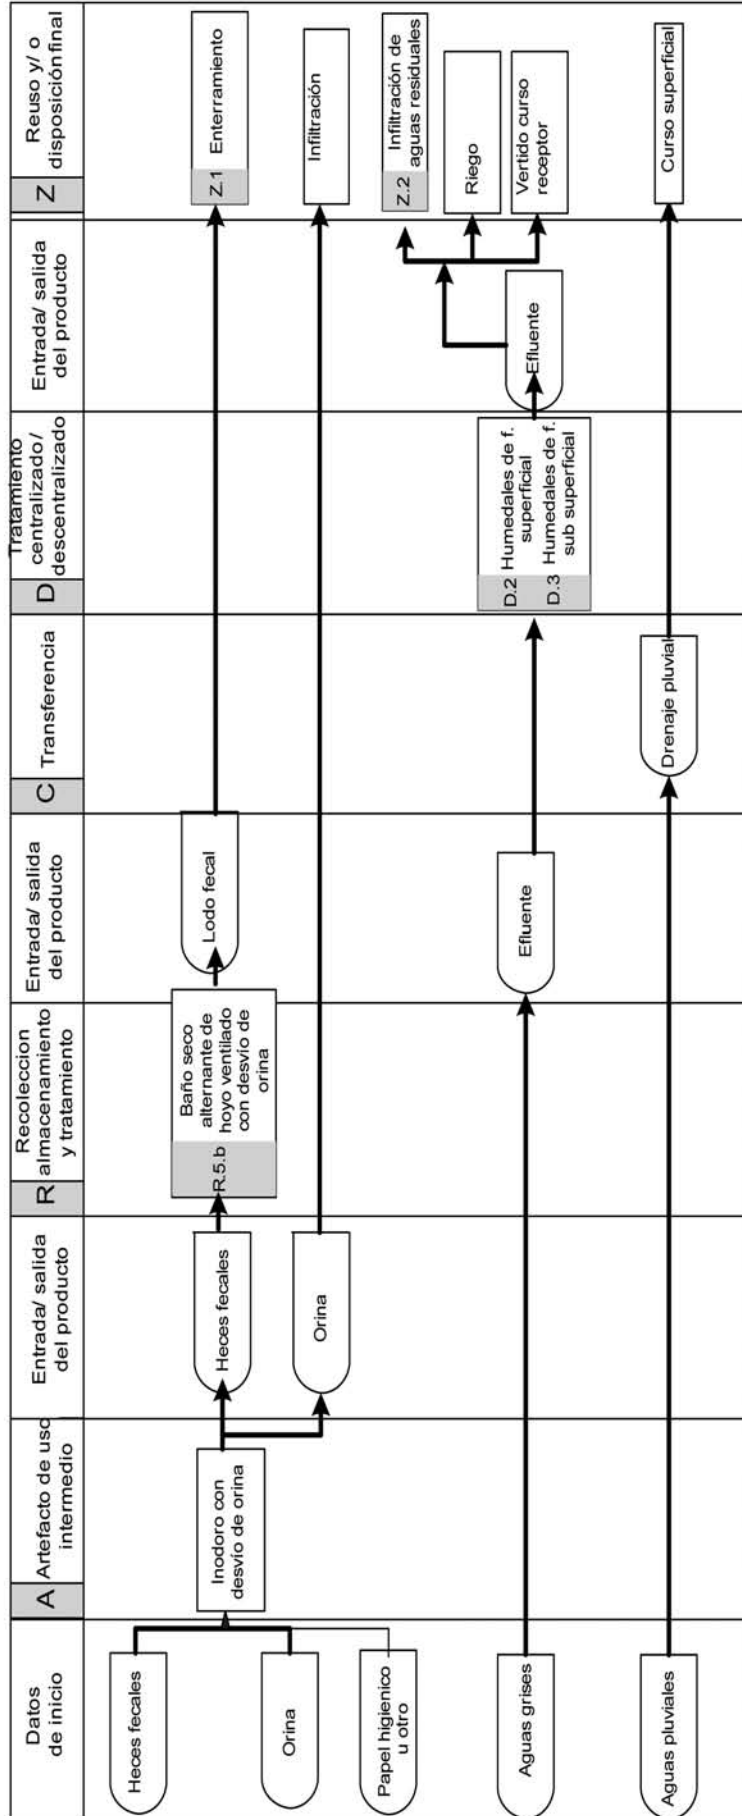 Datos
de inicio
A
Artefacto de uso
intermedio
Entrada/ salida
del producto
R
Recoleccion
almacenamiento
y tratamiento
Entrada/ salida
del producto
C
Transferencia
D
Tratamiento
centralizado/
descentralizado
Entrada/ salida
del producto
Z
Reuso y/ o
disposición final
Heces fecales
Orina
Papel higienico
u otro
Inodoro con
desvío de orina
Heces fecales
Orina
R.5.b
Baño seco
alternante de
hoyo ventilado
con desvío de
orina
Lodo fecal
Z.1 Enterramiento
Infiltración
Aguas grises
Efluente
D.2 Humedales de f.
superficial
D.3 Humedales de f.
sub superficial
Efluente
Z.2 Infiltración de
aguas residuales
Riego
Vertido curso
receptor
Aguas pluviales
Drenaje pluvial
Curso superficial